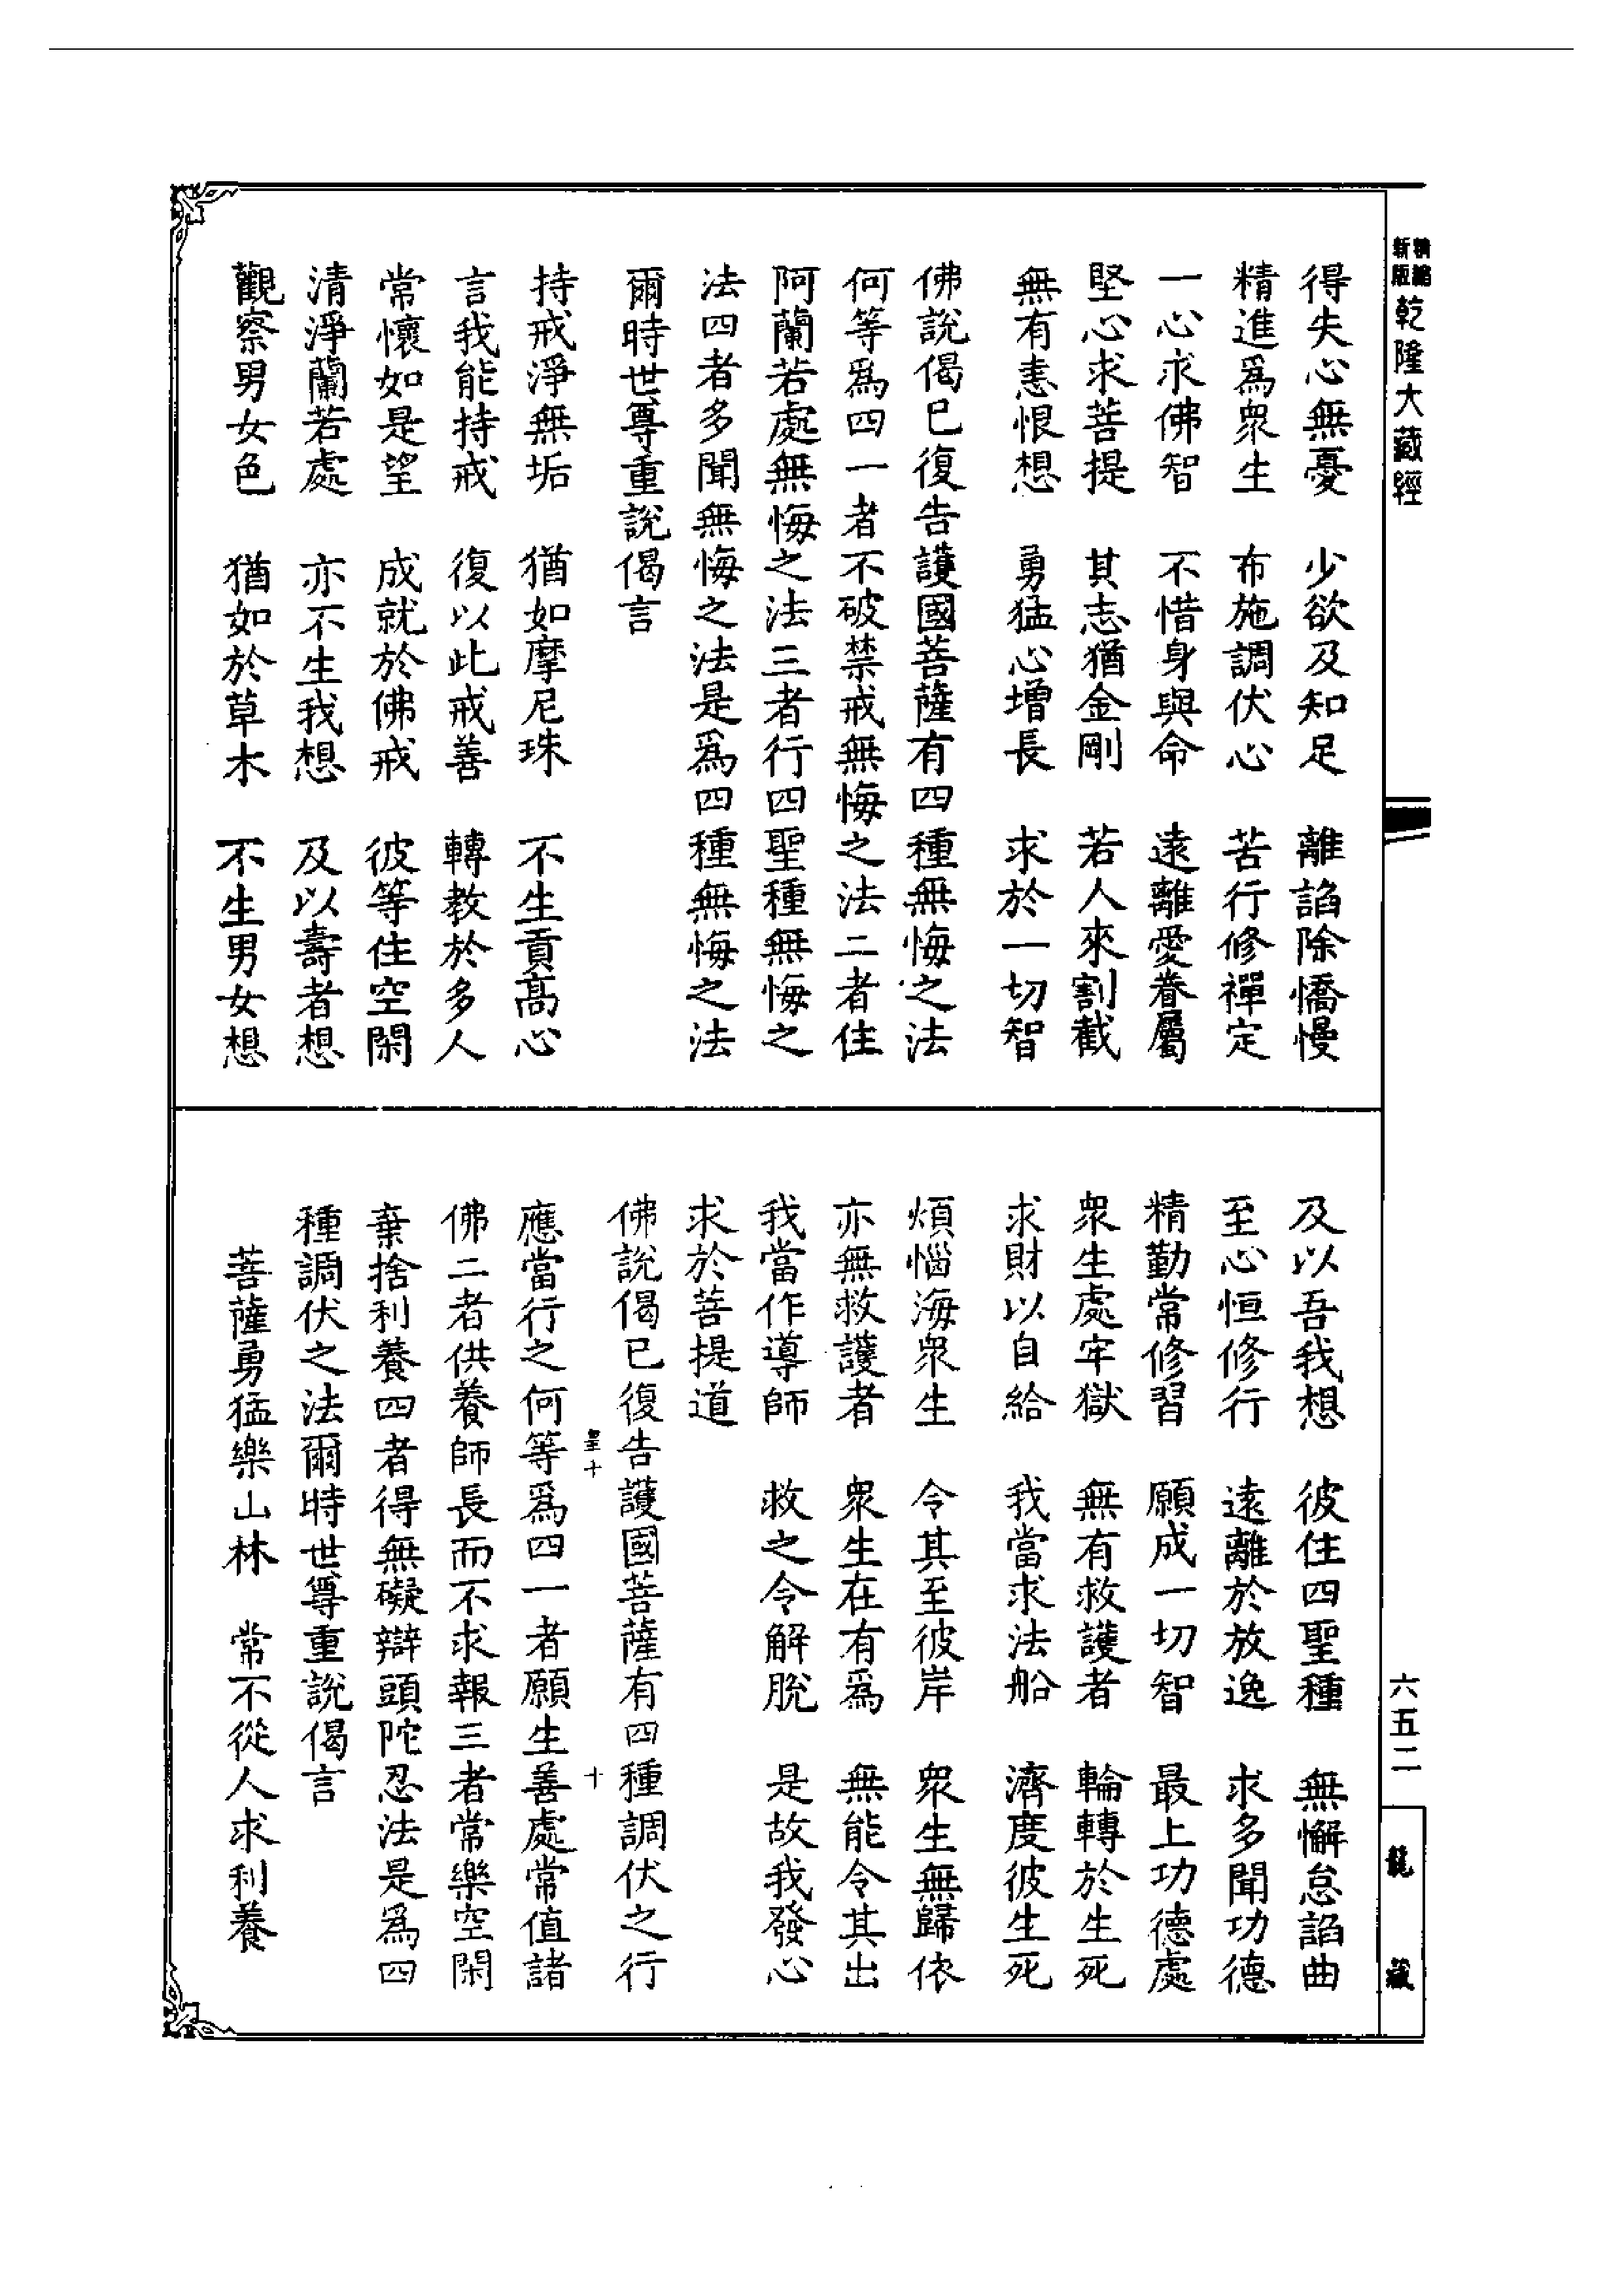 精縮新版乾隆大藏經
得失心無憂　少欲及知足　離諂除憍慢
精進爲衆生　布施調伏心　苦行修禪定
一心求佛智　不惜身與命　遠離愛眷屬
堅心求菩提　其志猶金剛　若人來割截
無有恚恨想　勇猛心增長　求於一切智
佛說偈已復告護國菩薩有四種無悔之法
何等爲四一者不破禁戒無悔之法二者住
阿蘭若處無悔之法三者行四聖種無悔之
法四者多聞無悔之法是爲四種無悔之法
爾時世尊重說偈言
持戒淨無垢　猶如摩尼珠　不生貢高心
言我能持戒　復以此戒善　轉教於多人
常懷如是望　成就於佛戒　彼等住空閑
清淨蘭若處　亦不生我想　及以壽者想
觀察男女色　猶如於草木　不生男女想
及以吾我想　彼住四聖種　無懈怠諂曲
至心恒修行　遠離於放逸　求多聞功德
精勤常修習　願成一切智　最上功德處
衆生處牢獄　無有救護者　輪轉於生死
求財以自給　我當求法船　濟度彼生死
煩惱海衆生　令其至彼岸　衆生無歸依
亦無救護者　衆生在有爲　無能令其出
我當作導師　救之令解脫　是故我發心
求於菩提道
佛說偈已復告護國菩薩有四種調伏之行
十　十
應當行之何等爲四一者願生善處常值諸
佛二者供養師長而不求報三者常樂空閑
棄捨利養四者得無礙辯頭陀忍法是爲四
種調伏之法爾時世尊重說偈言
菩薩勇猛樂山林　常不從人求利養
六五二
龍藏